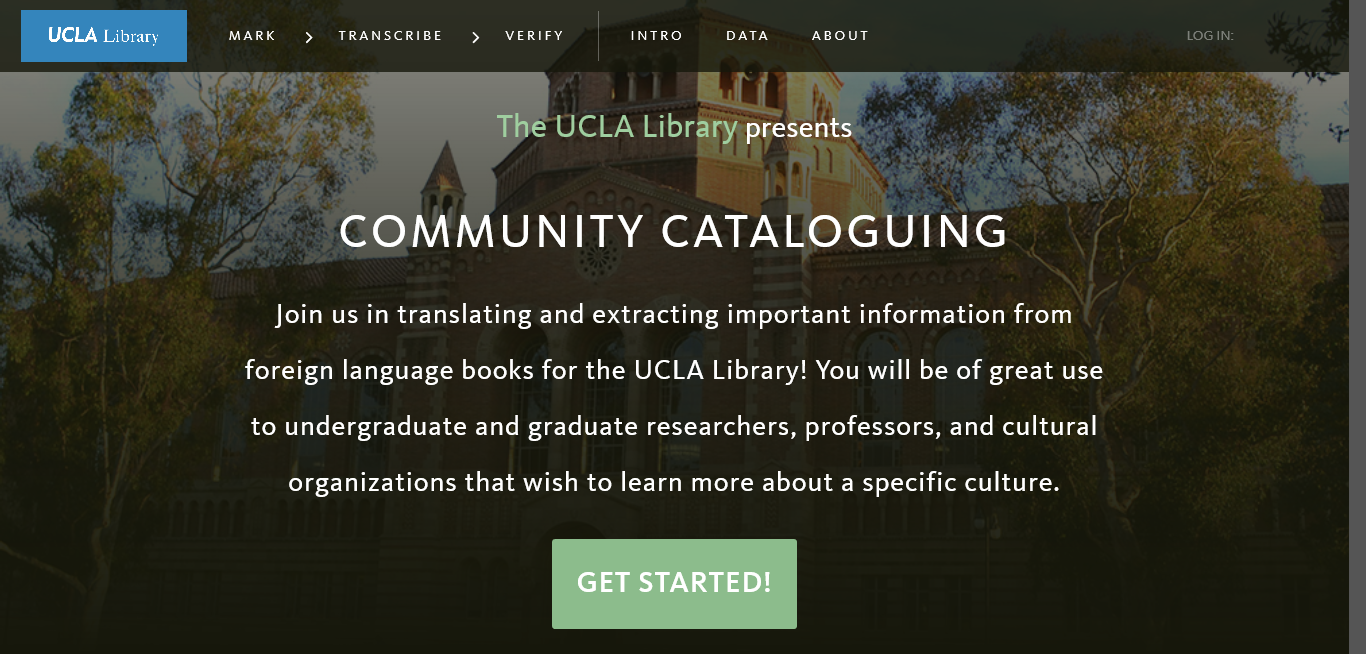 UCLA Library MARK > TRANSCRIBE > VERIFY INTRO DATA ABOUT LOG IN:
The UCLA Library presents
COMMUNITY CATALOGUING
Join us in translating and extracting important information from
foreign language books for the UCLA Library! You will be of great use
to undergraduate and graduate researchers, professors, and cultural
organizations that wish to learn more about a specific culture.
GET STARTED!